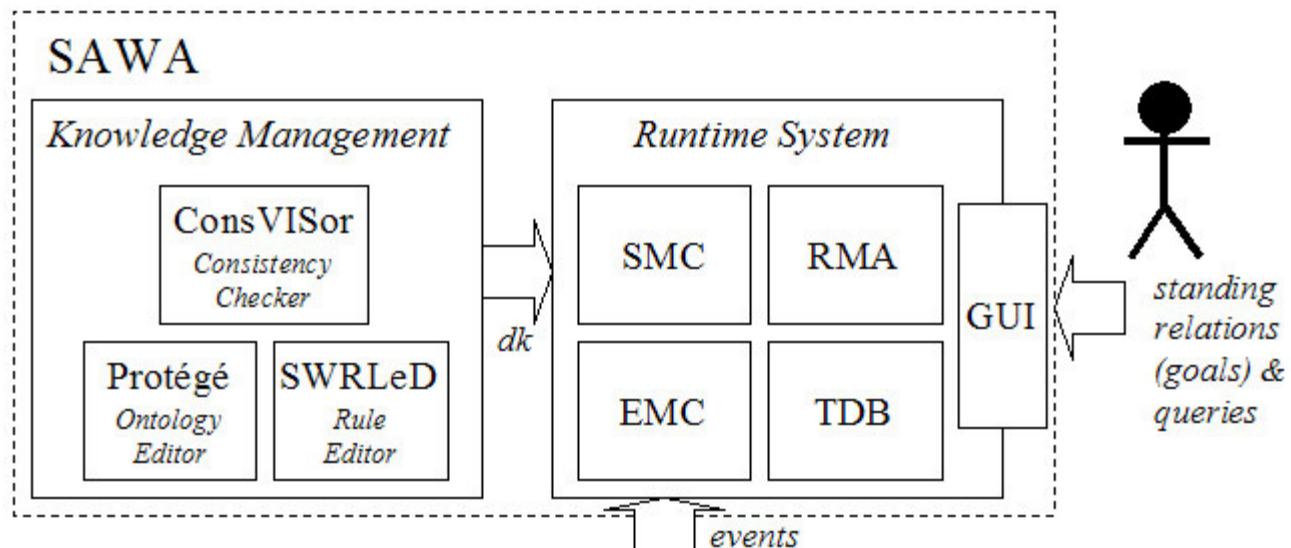 SAWA
Knowledge Management
ConsVISor
Consistency
Checker
Protégé
Ontology
Editor
SWRLeD
Rule
Editor
dk
Runtime System
SMC
RMA
EMC
TDB
GUI
standing
relations
(goals) &
queries
events